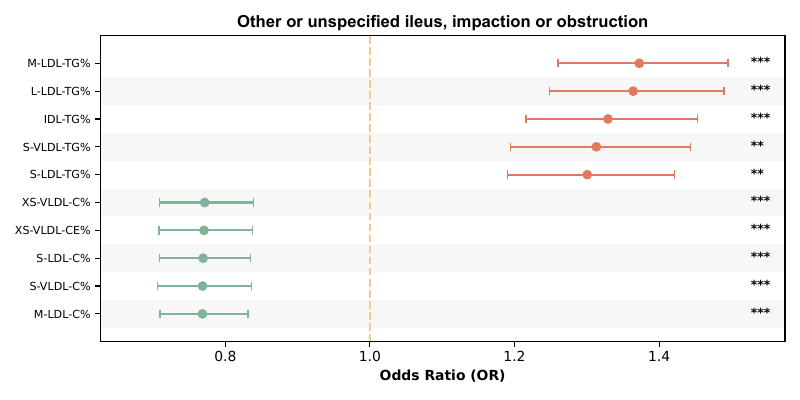 Other or unspecified ileus, impaction or obstruction
M-LDL-TG% ***
L-LDL-TG% ***
IDL-TG% ***
S-VLDL-TG% **
S-LDL-TG% **
XS-VLDL-C% ***
XS-VLDL-CE% ***
S-LDL-C% ***
S-VLDL-C% ***
M-LDL-C% ***
0.8 1.0 1.2 1.4
Odds Ratio (OR)